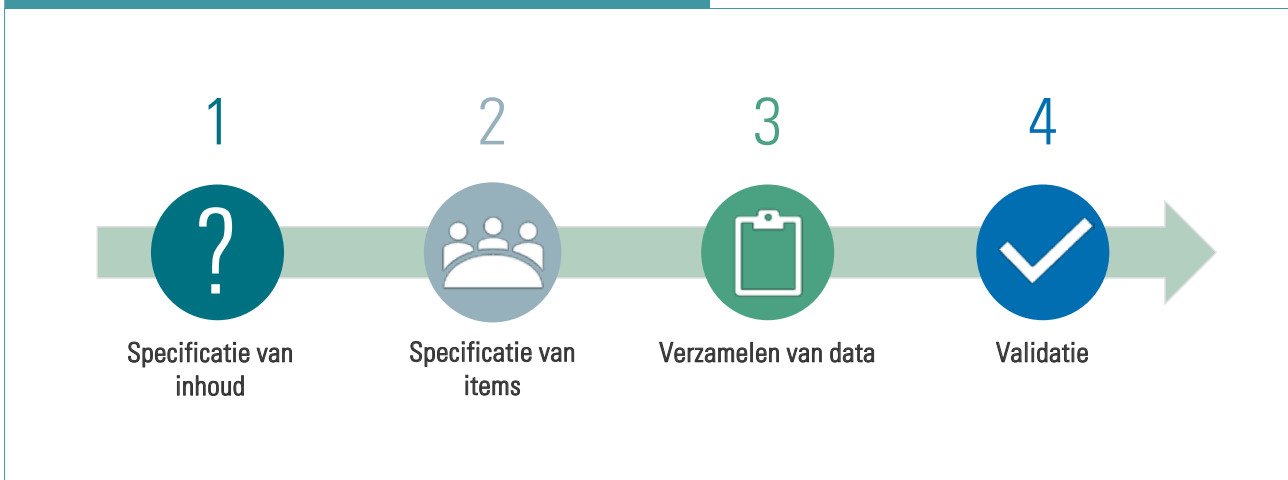 1
2
3
4
?
Specificatie van
inhoud
Specificatie van
items
Verzamelen van data
Validatie